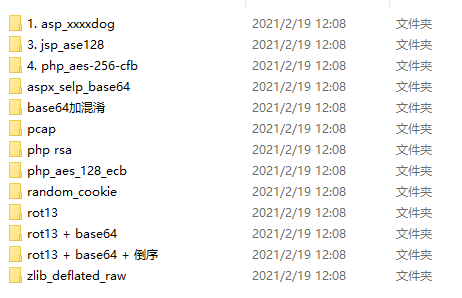 1. asp_xxxxdog 2021/2/19 12:08 文件夹
3. jsp_ase128 2021/2/19 12:08 文件夹
4. php_aes-256-cfb 2021/2/19 12:08 文件夹
aspx_selp_base64 2021/2/19 12:08 文件夹
base64加混淆 2021/2/19 12:08 文件夹
pcap 2021/2/19 12:08 文件夹
php rsa 2021/2/19 12:08 文件夹
php_aes_128_ecb 2021/2/19 12:08 文件夹
random_cookie 2021/2/19 12:08 文件夹
rot13 2021/2/19 12:08 文件夹
rot13 + base64 2021/2/19 12:08 文件夹
rot13 + base64 + 倒序 2021/2/19 12:08 文件夹
zlib_deflated_raw 2021/2/19 12:08 文件夹